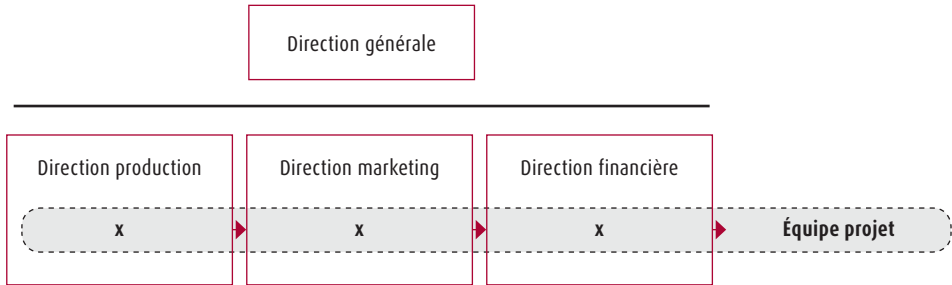 Direction générale
Direction production
Direction marketing
Direction financière
x
x
x
Équipe projet